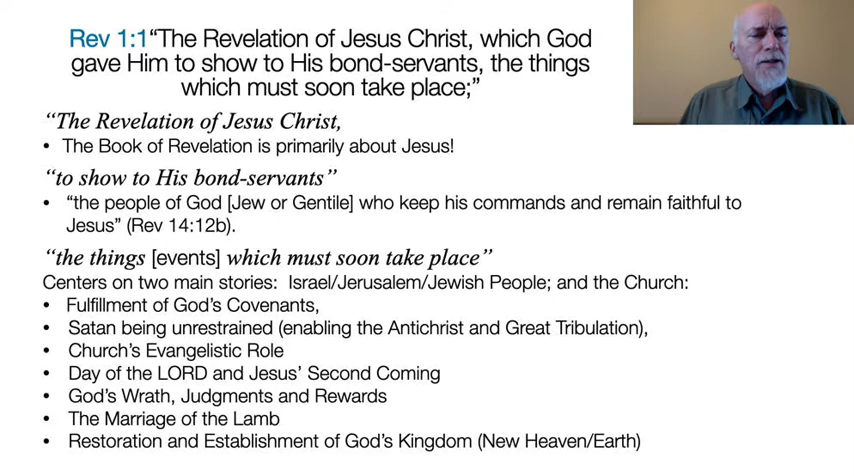 Rev 1:1“The Revelation of Jesus Christ, which God
gave Him to show to His bond-servants, the things
which must soon take place;”
“The Revelation of Jesus Christ,
• The Book of Revelation is primarily about Jesus!
“to show to His bond-servants”
• “the people of God [Jew or Gentile] who keep his commands and remain faithful to
Jesus” (Rev 14:12b).
“the things [events] which must soon take place”
Centers on two main stories: Israel/Jerusalem/Jewish People; and the Church:
• Fulfillment of God’s Covenants,
• Satan being unrestrained (enabling the Antichrist and Great Tribulation),
• Church’s Evangelistic Role
• Day of the LORD and Jesus’ Second Coming
• God’s Wrath, Judgments and Rewards
• The Marriage of the Lamb
• Restoration and Establishment of God’s Kingdom (New Heaven/Earth)